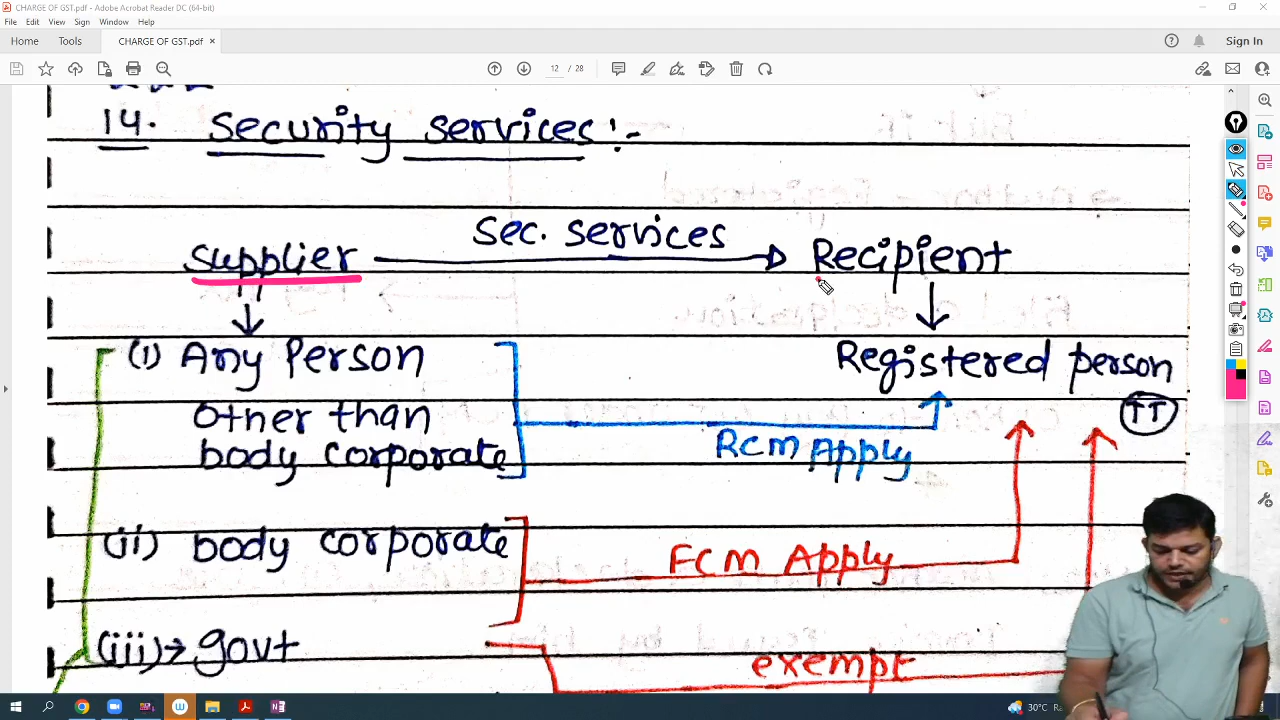 CHARGE OF GST.pdf - Adobe Acrobat Reader DC (64-bit)
File Edit View Sign Window Help
Home Tools CHARGE OF GST.pdf × Sign In
12 / 28
14. Security services:-
Supplier Sec. services Recipient
(i) Any Person Registered person
other than
body corporate RCM Apply
(ii) body corporate FCM Apply
(iii) → govt
exempt
30°C